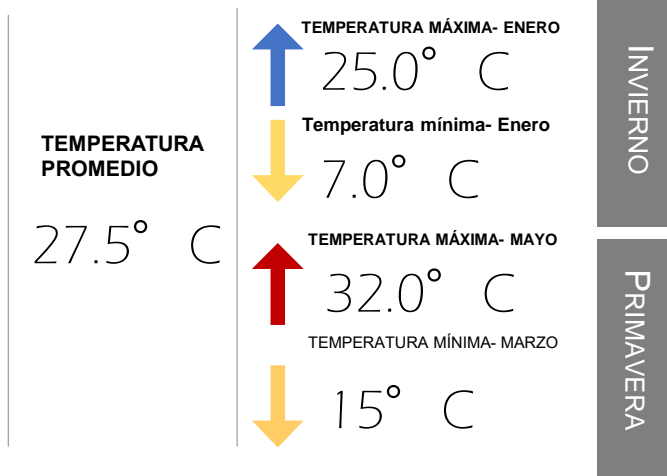 TEMPERATURA
PROMEDIO
27.5° C
TEMPERATURA MÁXIMA- ENERO
25.0° C
Temperatura mínima- Enero
7.0° C
TEMPERATURA MÁXIMA- MAYO
32.0° C
TEMPERATURA MÍNIMA- MARZO
15° C
INVIERNO
PRIMAVERA